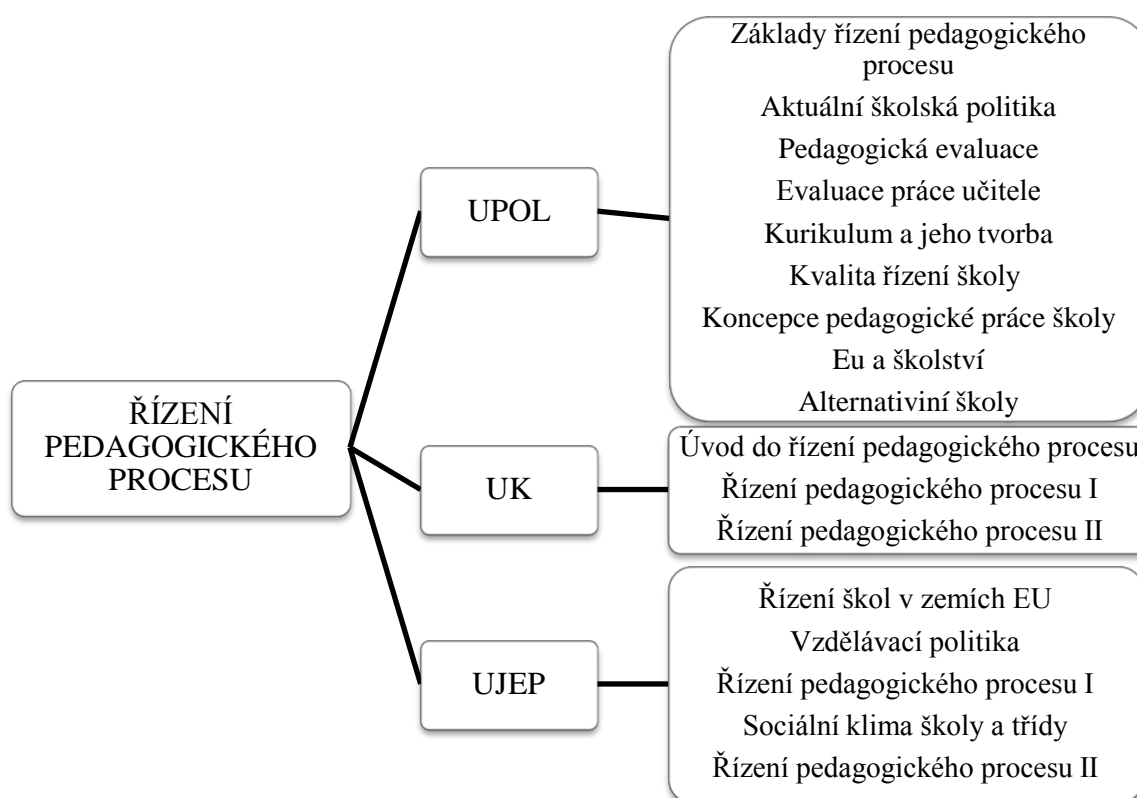 ŘÍZENÍ
PEDAGOGICKÉHO
PROCESU
UPOL
Základy řízení pedagogického
procesu
Aktuální školská politika
Pedagogická evaluace
Evaluace práce učitele
Kurikulum a jeho tvorba
Kvalita řízení školy
Koncepce pedagogické práce školy
Eu a školství
Alternativiní školy
UK
Úvod do řízení pedagogického procesu
Řízení pedagogického procesu I
Řízení pedagogického procesu II
UJEP
Řízení škol v zemích EU
Vzdělávací politika
Řízení pedagogického procesu I
Sociální klima školy a třídy
Řízení pedagogického procesu II